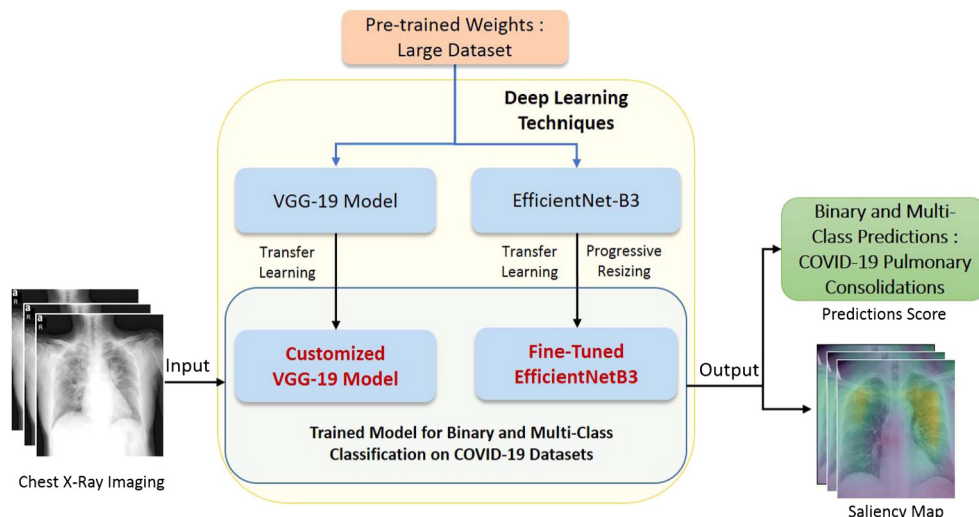 Pre-trained Weights :
Large Dataset
Deep Learning
Techniques
VGG-19 Model
EfficientNet-B3
Transfer
Learning
Transfer
Learning
Progressive
Resizing
Binary and Multi-
Class Predictions :
COVID-19 Pulmonary
Consolidations
Predictions Score
a
R
a
R
a
R
Input
Customized
VGG-19 Model
Fine-Tuned
EfficientNetB3
Output
Trained Model for Binary and Multi-Class
Classification on COVID-19 Datasets
Chest X-Ray Imaging
Saliency Map